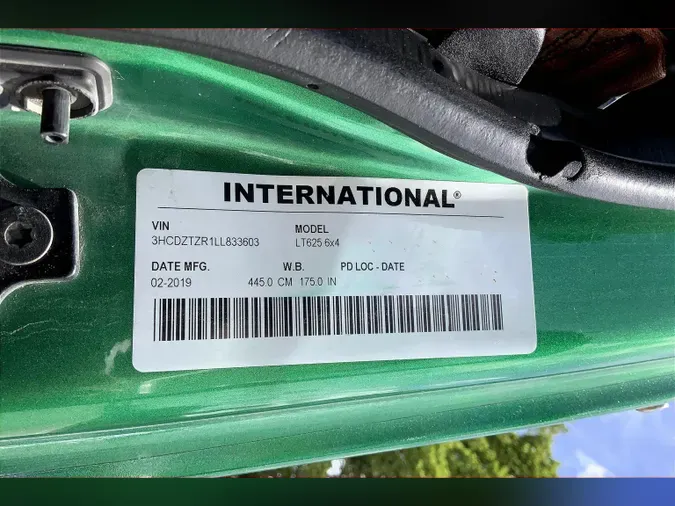 INTERNATIONAL®
VIN MODEL
3HCDZTZR1LL833603 LT625 6x4
DATE MFG. W.B. PD LOC - DATE
02-2019 445.0 CM 175.0 IN